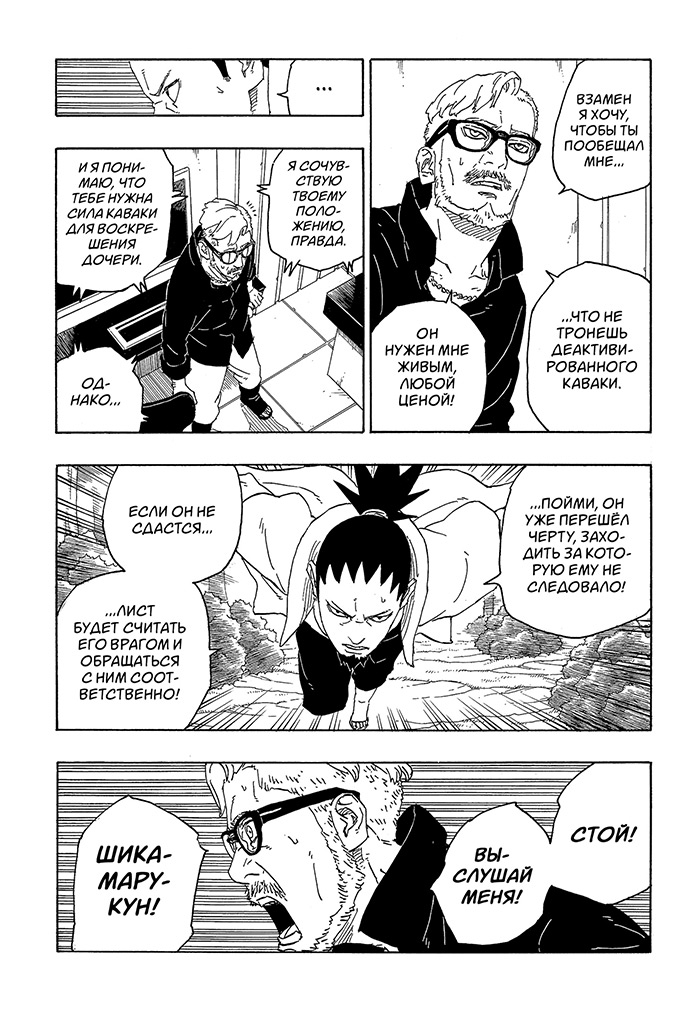 ВЗАМЕН
Я ХОЧУ,
ЧТОБЫ ТЫ
ПООБЕЩАЛ
МНЕ...
...ЧТО НЕ
ТРОНЕШЬ
ДЕАКТИВИ-
РОВАННОГО
КАВАКИ.
ОН
НУЖЕН МНЕ
ЖИВЫМ,
ЛЮБОЙ
ЦЕНОЙ!
...
Я СОЧУВ-
СТВУЮ
ТВОЕМУ
ПОЛО-
ЖЕНИЮ,
ПРАВДА.
И Я ПОНИ-
МАЮ, ЧТО
ТЕБЕ НУЖНА
СИЛА КАВАКИ
ДЛЯ ВОСКРЕ-
ШЕНИЯ
ДОЧЕРИ.
ОД-
НАКО...
...ПОЙМИ, ОН
УЖЕ ПЕРЕШЁЛ
ЧЕРТУ, ЗАХО-
ДИТЬ ЗА КОТО-
РУЮ ЕМУ НЕ
СЛЕДОВАЛО!
ЕСЛИ ОН НЕ
СДАСТСЯ...
...ЛИСТ
БУДЕТ СЧИТАТЬ
ЕГО ВРАГОМ И
ОБРАЩАТЬСЯ
С НИМ СООТ-
ВЕТСТВЕННО!
СТОЙ!
ВЫ-
СЛУШАЙ
МЕНЯ!
ШИКА-
МАРУ-
КУН!